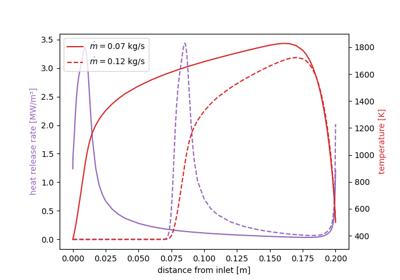 ṁ = 0.07 kg/s
ṁ = 0.12 kg/s
heat release rate [MW/m³]
3.5
3.0
2.5
2.0
1.5
1.0
0.5
0.0
temperature [K]
1800
1600
1400
1200
1000
800
600
400
0.000 0.025 0.050 0.075 0.100 0.125 0.150 0.175 0.200
distance from inlet [m]